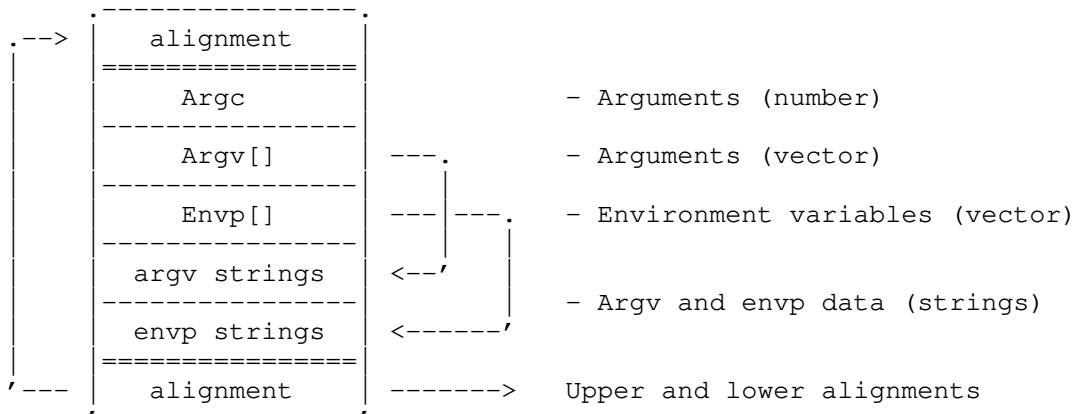 alignment
Argc - Arguments (number)
Argv[] - Arguments (vector)
Envp[] - Environment variables (vector)
argv strings
- Argv and envp data (strings)
envp strings
alignment Upper and lower alignments